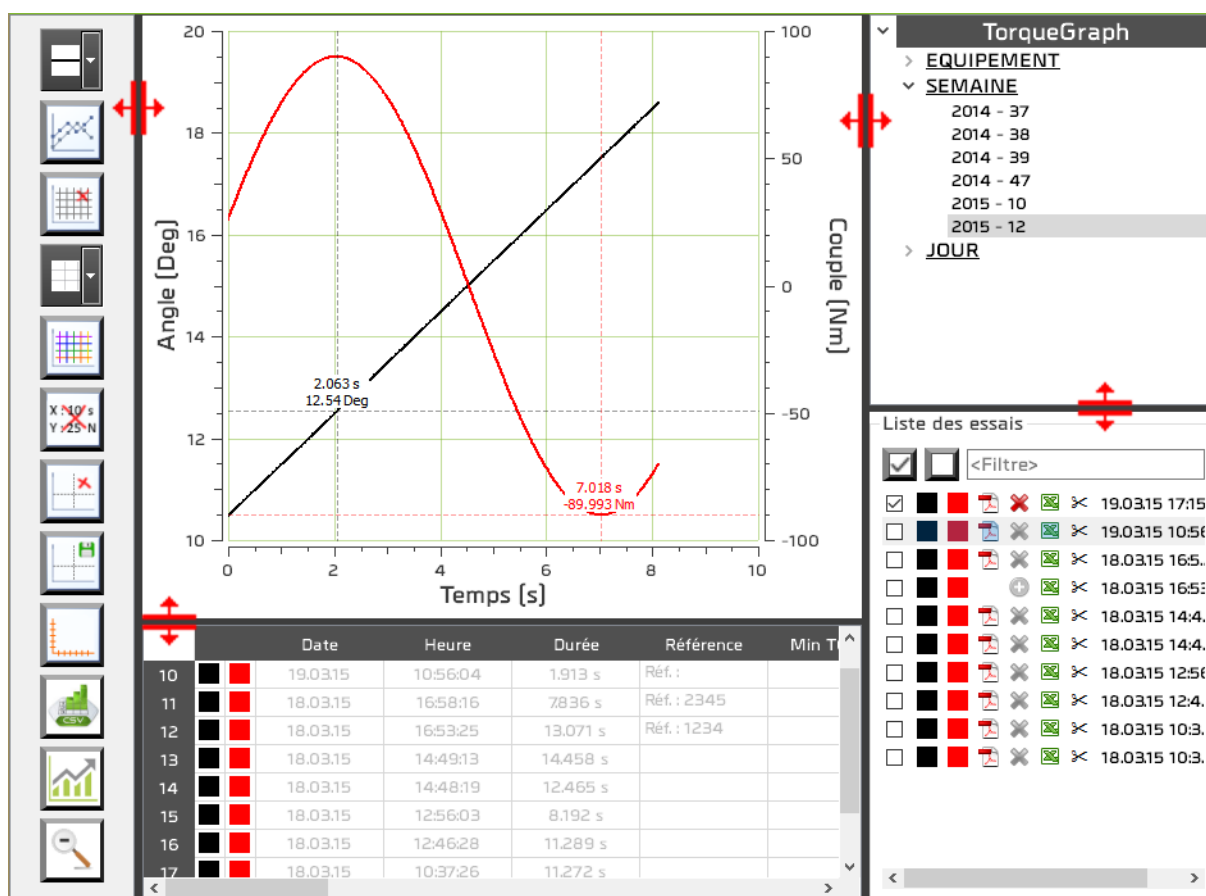 X : 10 s
Y : 25 N
CSV
20
18
16
14
12
10
Angle [Deg]
100
50
0
-50
-100
Couple [Nm]
2.063 s
12.54 Deg
7.018 s
-89.993 Nm
0 2 4 6 8 10
Temps [s]
Date Heure Durée Référence Min T
10 19.03.15 10:56:04 1.913 s Réf. :
11 18.03.15 16:58:16 7.836 s Réf. : 2345
12 18.03.15 16:53:25 13.071 s Réf. : 1234
13 18.03.15 14:49:13 14.458 s
14 18.03.15 14:48:19 12.465 s
15 18.03.15 12:56:03 8.192 s
16 18.03.15 12:46:28 11.289 s
17 18.03.15 10:37:26 11.272 s
TorqueGraph
EQUIPEMENT
SEMAINE
2014 - 37
2014 - 38
2014 - 39
2014 - 47
2015 - 10
2015 - 12
JOUR
Liste des essais
<Filtre>
19.03.15 17:15
19.03.15 10:56
18.03.15 16:5..
18.03.15 16:53
18.03.15 14:4.
18.03.15 14:4.
18.03.15 12:56
18.03.15 12:4.
18.03.15 10:3.
18.03.15 10:3.